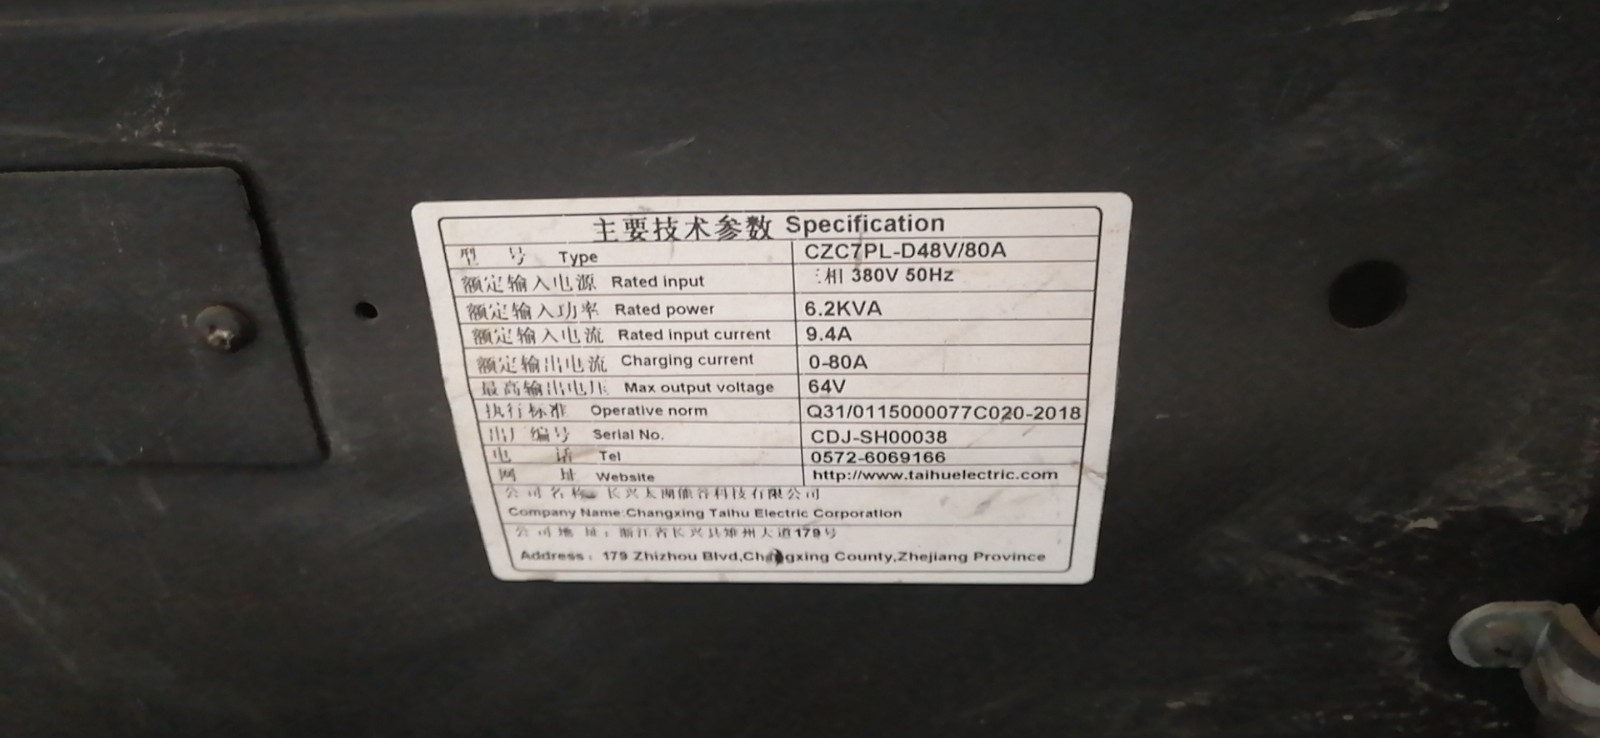 主要技术参数 Specification
型 号 Type CZC7PL-D48V/80A
额定输入电源 Rated input 三相 380V 50Hz
额定输入功率 Rated power 6.2KVA
额定输入电流 Rated input current 9.4A
额定输出电流 Charging current 0-80A
最高输出电压 Max output voltage 64V
执行标准 Operative norm Q31/0115000077C020-2018
出厂编号 Serial No. CDJ-SH00038
电 话 Tel 0572-6069166
网 址 Website http://www.taihuelectric.com
公司名称: 长兴太湖能谷科技有限公司
Company Name:Changxing Taihu Electric Corporation
公司地址: 浙江省长兴县雉州大道179号
Address: 179 Zhizhou Blvd,Changxing County,Zhejiang Province